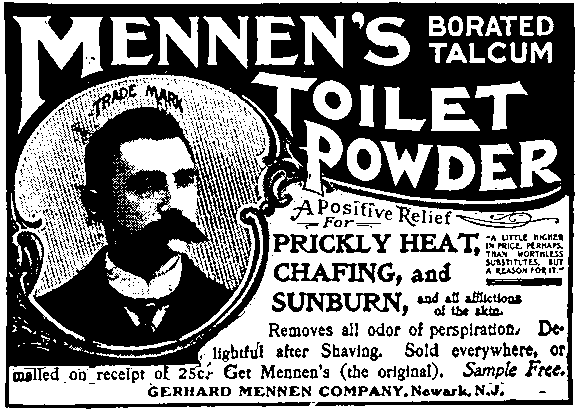 MENNEN'S BORATED
TALCUM
TRADE MARK
TOILET
POWDER
A Positive Relief
For
PRICKLY HEAT,
CHAFING, and
SUNBURN, and all afflictions
of the skin.
"A LITTLE HIGHER
IN PRICE, PERHAPS,
THAN WORTHLESS
SUBSTITUTES, BUT
A REASON FOR IT."
Removes all odor of perspiration. De-
lightful after Shaving. Sold everywhere, or
mailed on receipt of 25c. Get Mennen's (the original). Sample Free.
GERHARD MENNEN COMPANY, Newark, N.J.